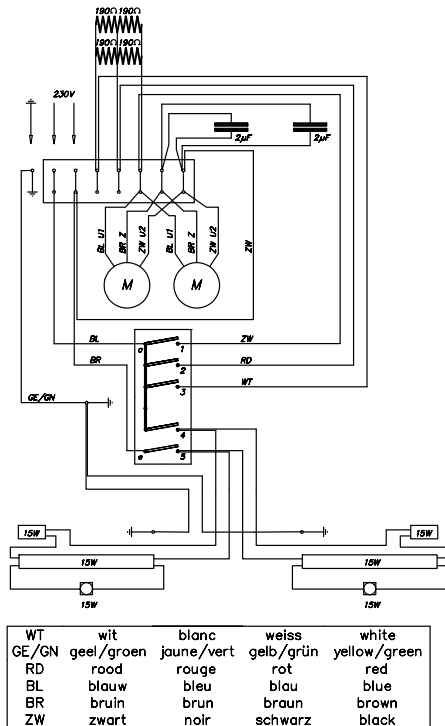 190Ω 190Ω
190Ω 190Ω
230V
2µF 2µF
BL U1
BR Z
ZW U2
BL U1
BR Z
ZW U2
ZW
M M
BL ZW
a 1
BR RD
2
WT
3
GE/GN
4
e 5
15W 15W
15W 15W
15W 15W
WT wit blanc weiss white
GE/GN geel/groen jaune/vert gelb/grün yellow/green
RD rood rouge rot red
BL blauw bleu blau blue
BR bruin brun braun brown
ZW zwart noir schwarz black